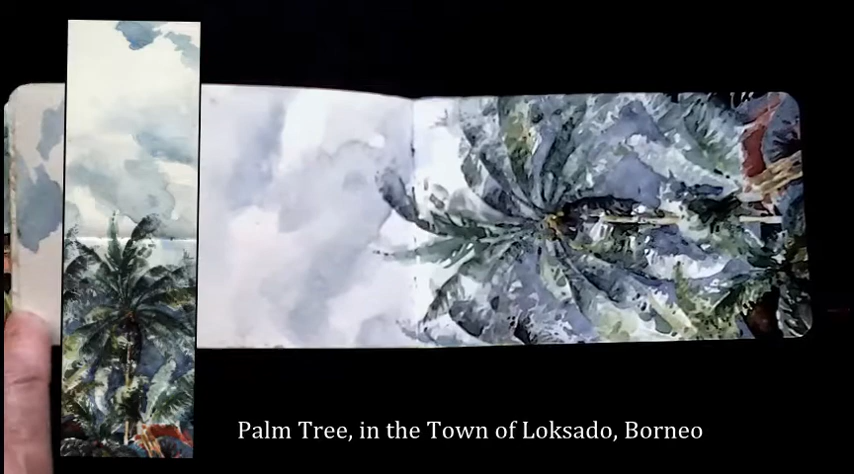 Palm Tree, in the Town of Loksado, Borneo